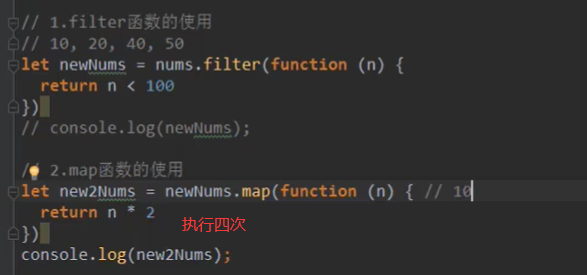 // 1.filter函数的使用
// 10, 20, 40, 50
let newNums = nums.filter(function (n) {
  return n < 100
})
// console.log(newNums);

// 2.map函数的使用
let new2Nums = newNums.map(function (n) { // 10
  return n * 2
执行四次
})
console.log(new2Nums);